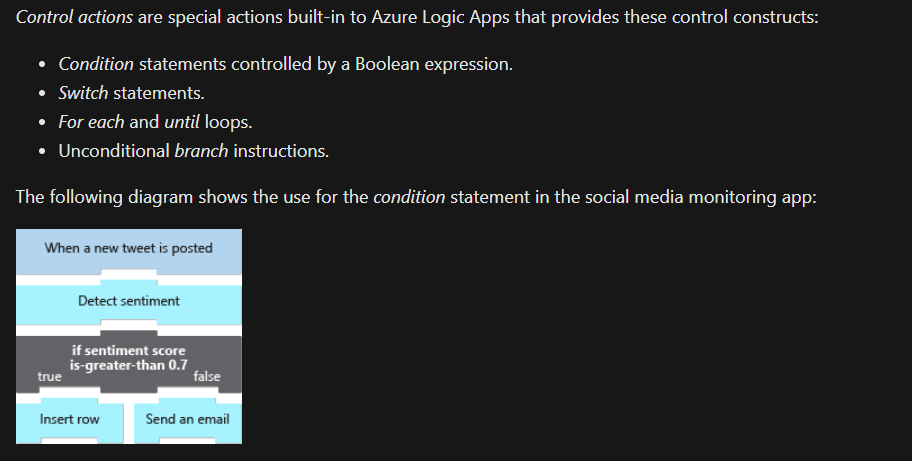 Control actions are special actions built-in to Azure Logic Apps that provides these control constructs:
• Condition statements controlled by a Boolean expression.
• Switch statements.
• For each and until loops.
• Unconditional branch instructions.
The following diagram shows the use for the condition statement in the social media monitoring app:
When a new tweet is posted
Detect sentiment
if sentiment score
is-greater-than 0.7
true
false
Insert row
Send an email